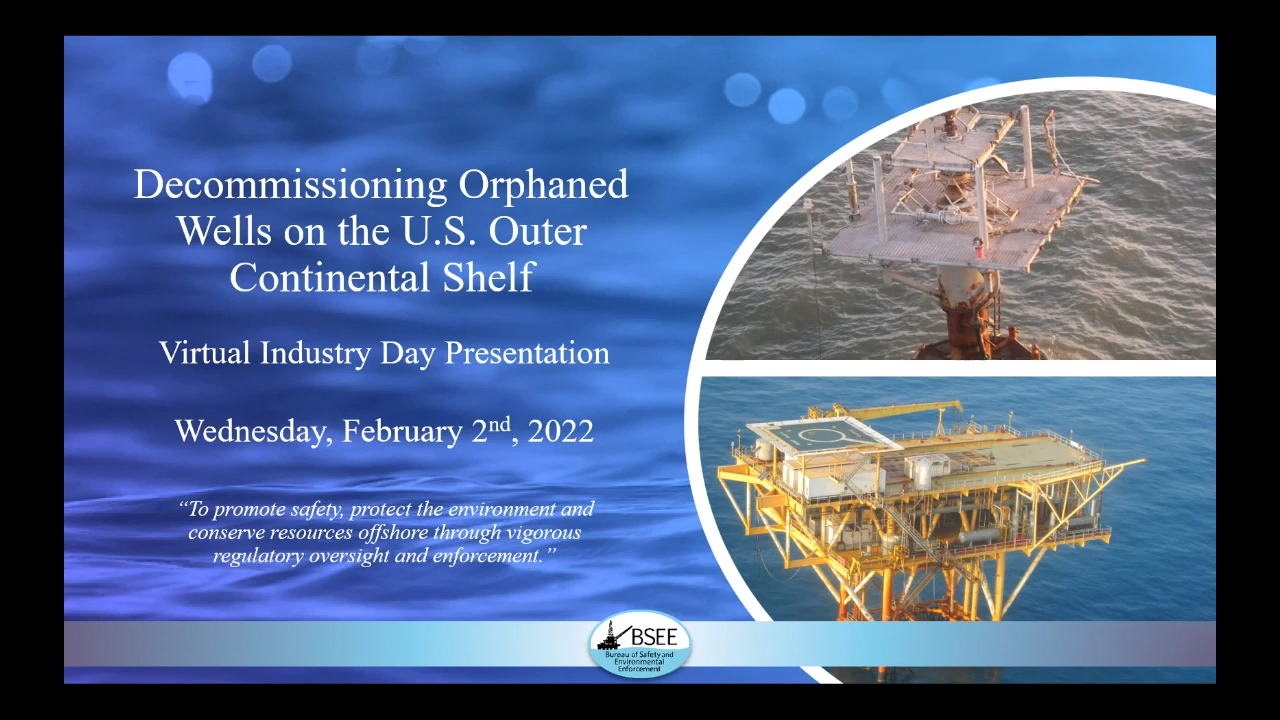 Decommissioning Orphaned
Wells on the U.S. Outer
Continental Shelf
Virtual Industry Day Presentation
Wednesday, February 2nd, 2022
“To promote safety, protect the environment and
conserve resources offshore through vigorous
regulatory oversight and enforcement.”
BSEE
Bureau of Safety and
Environmental
Enforcement